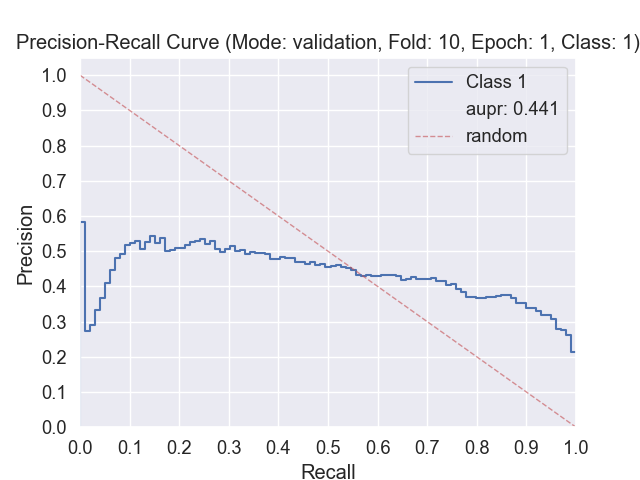 Precision-Recall Curve (Mode: validation, Fold: 10, Epoch: 1, Class: 1)
1.0
0.9
0.8
0.7
0.6
0.5
0.4
0.3
0.2
0.1
0.0
Precision
Class 1
aupr: 0.441
random
0.0 0.1 0.2 0.3 0.4 0.5 0.6 0.7 0.8 0.9 1.0
Recall